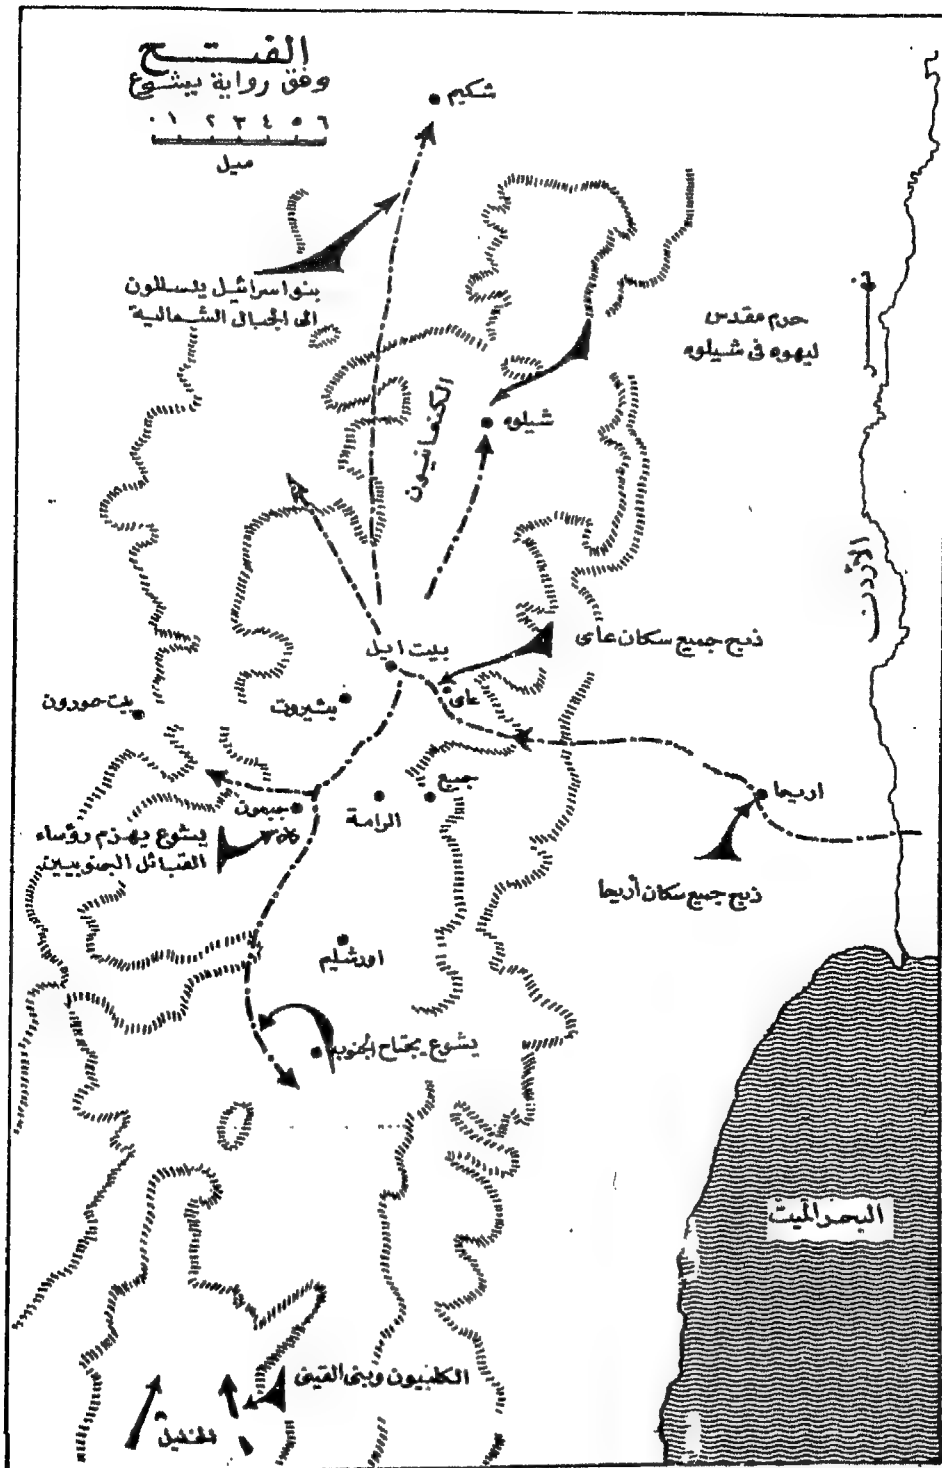 الفتح
وفق رواية يشوع
٠ ١ ٢ ٣ ٤ ٥ ٦
ميل
شكيم
بنو اسرائيل يتسللون
الى الجبال الشمالية
حرم مقدس
ليهوه فى شيلوه
الكنعانيون
شيلوه
الأردن
ذبح جميع سكان عاى
بيت ايل
عاى
بئيروت
بيت حورون
اريحا
جبع
الرامة
جبعون
يشوع يهزم رؤساء
القبائل الجنوبيين
ذبح جميع سكان أريحا
اورشليم
يشوع يجتاح الجنوب
البحر الميت
الكلبيون وبنى القينى
الخليل